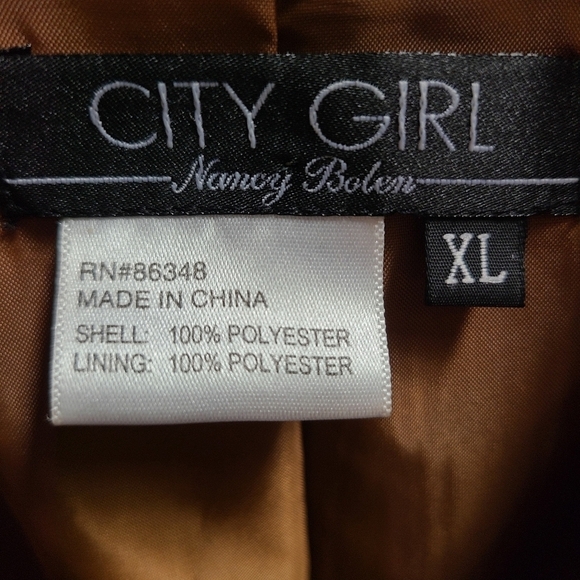 CITY GIRL
Nancy Bolen
XL
RN#86348
MADE IN CHINA
SHELL: 100% POLYESTER
LINING: 100% POLYESTER